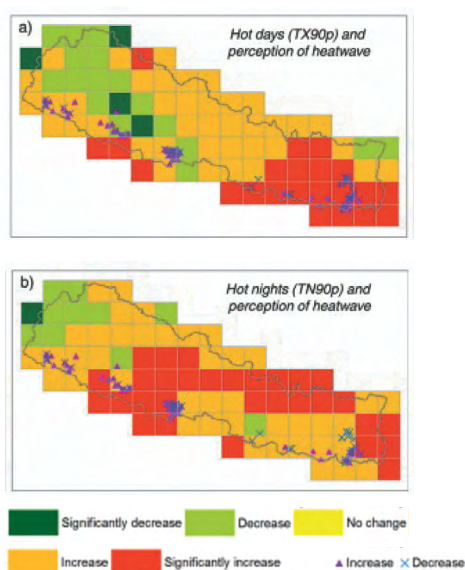 a)
Hot days (TX90p) and
perception of heatwave
b)
Hot nights (TN90p) and
perception of heatwave
Significantly decrease
Decrease
No change
Increase
Significantly increase
Increase
Decrease